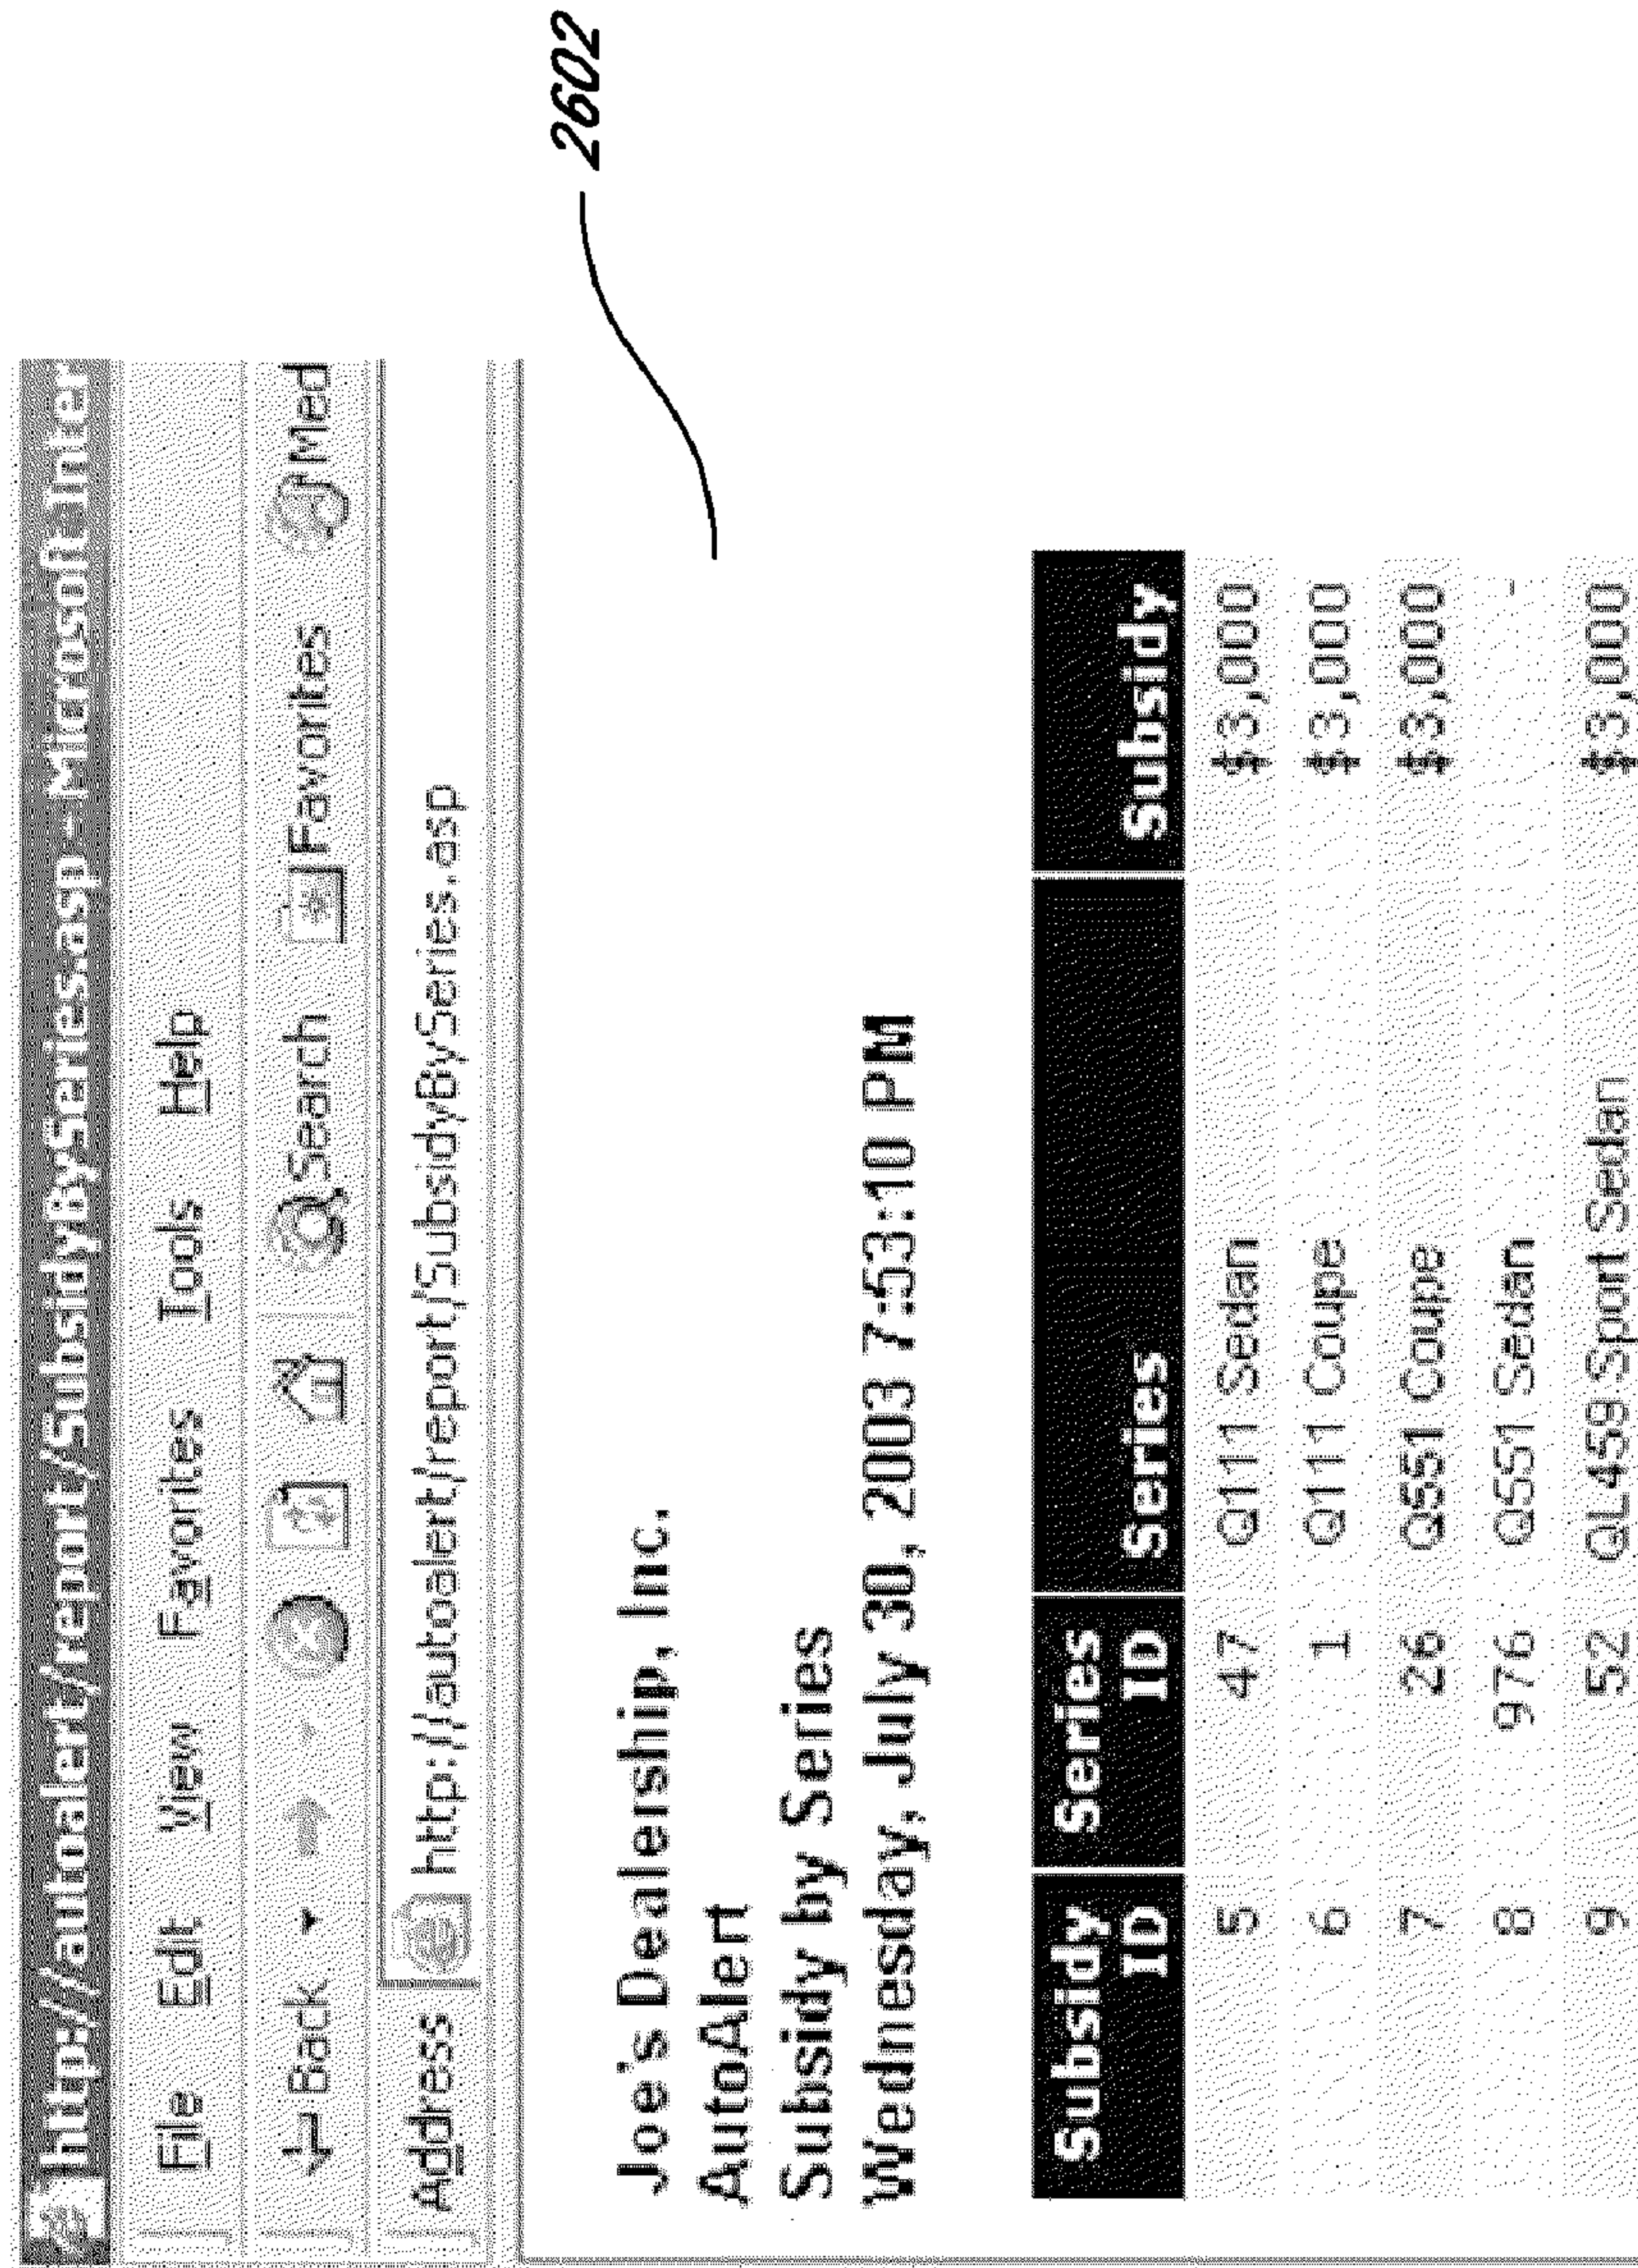 http://autoalert/report/SubsidyBySeries.asp - Microsoft Inter
File Edit View Favorites Tools Help
Back Search Favorites Med
Address http://autoalert/report/SubsidyBySeries.asp
2602
Joe's Dealership, Inc.
AutoAlert
Subsidy by Series
Wednesday, July 30, 2003 7:53:10 PM
Subsidy ID Series ID Series Subsidy
5 47 Q111 Sedan $3,000
6 1 Q111 Coupe $3,000
7 26 Q551 Coupe $3,000
8 976 Q551 Sedan -
9 52 QL459 Sport Sedan $3,000